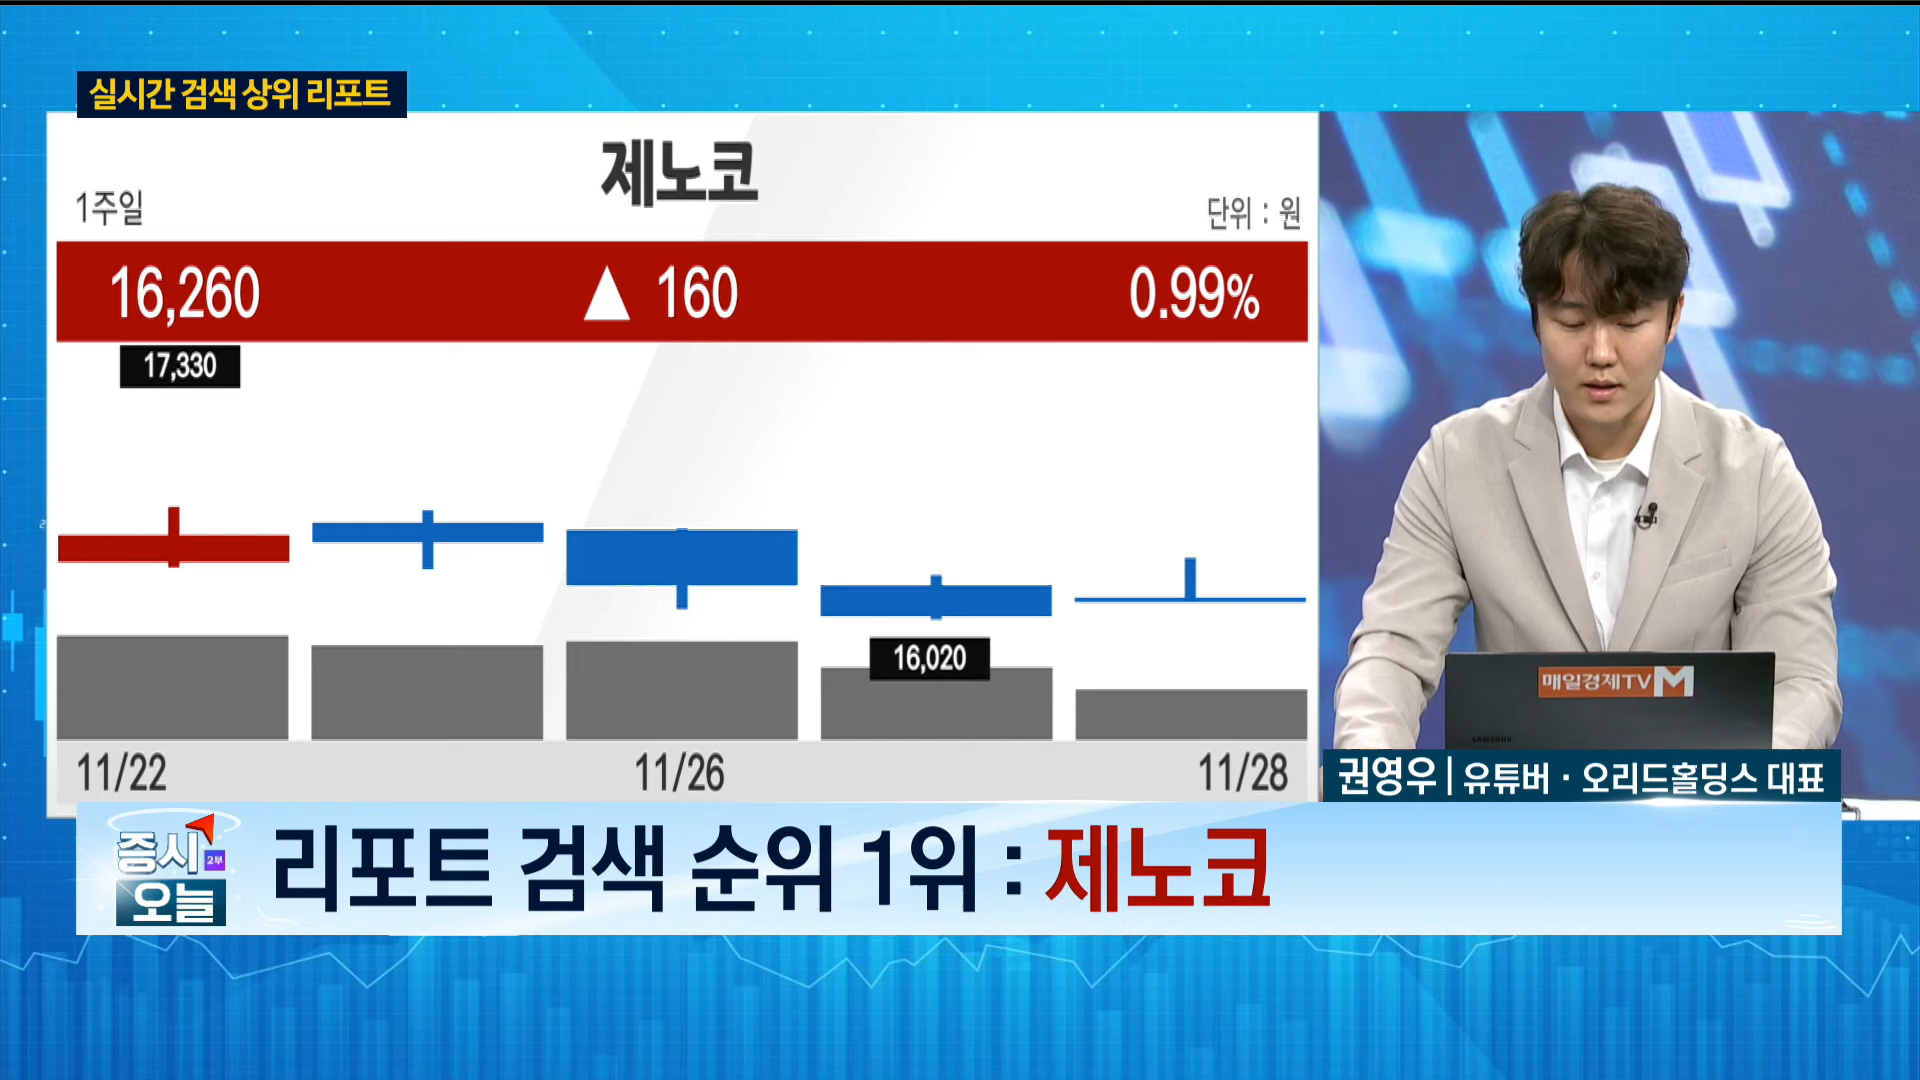 실시간 검색 상위 리포트
제노코
1주일
단위 : 원
16,260 ▲ 160 0.99%
17,330
16,020
11/22 11/26 11/28
매일경제TV M
SAMSUNG
권영우 | 유튜버 · 오리드홀딩스 대표
증시 2부
오늘
리포트 검색 순위 1위 : 제노코